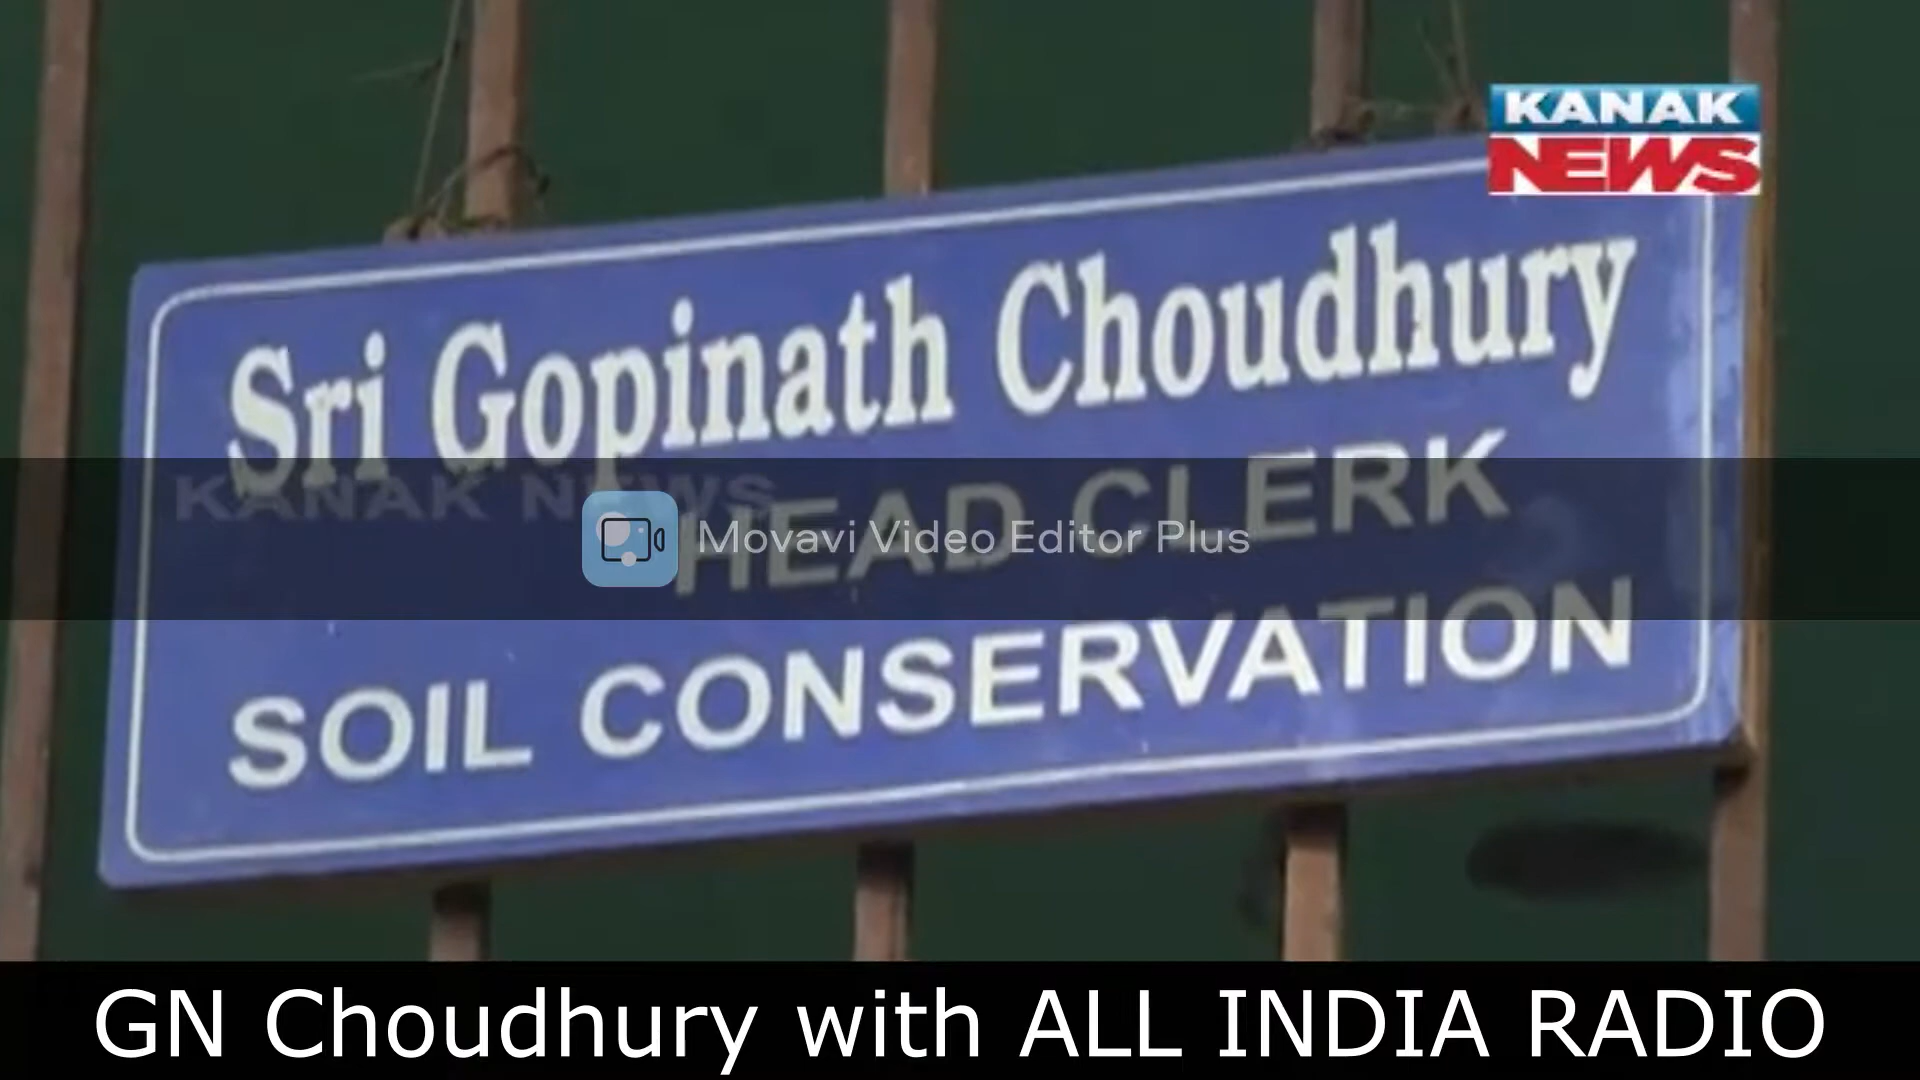 KANAK
NEWS
Sri Gopinath Choudhury
KANAK NEWS
HEAD CLERK
Movavi Video Editor Plus
SOIL CONSERVATION
GN Choudhury with ALL INDIA RADIO